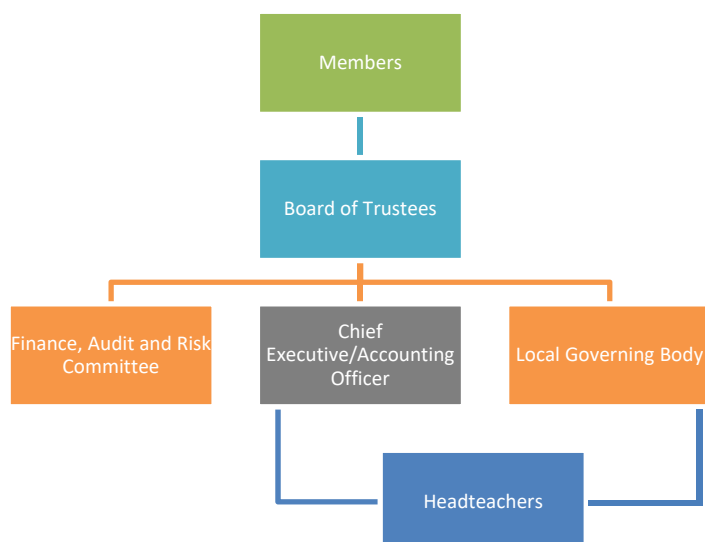 Members
Board of Trustees
Finance, Audit and Risk
Committee
Chief
Executive/Accounting
Officer
Local Governing Body
Headteachers